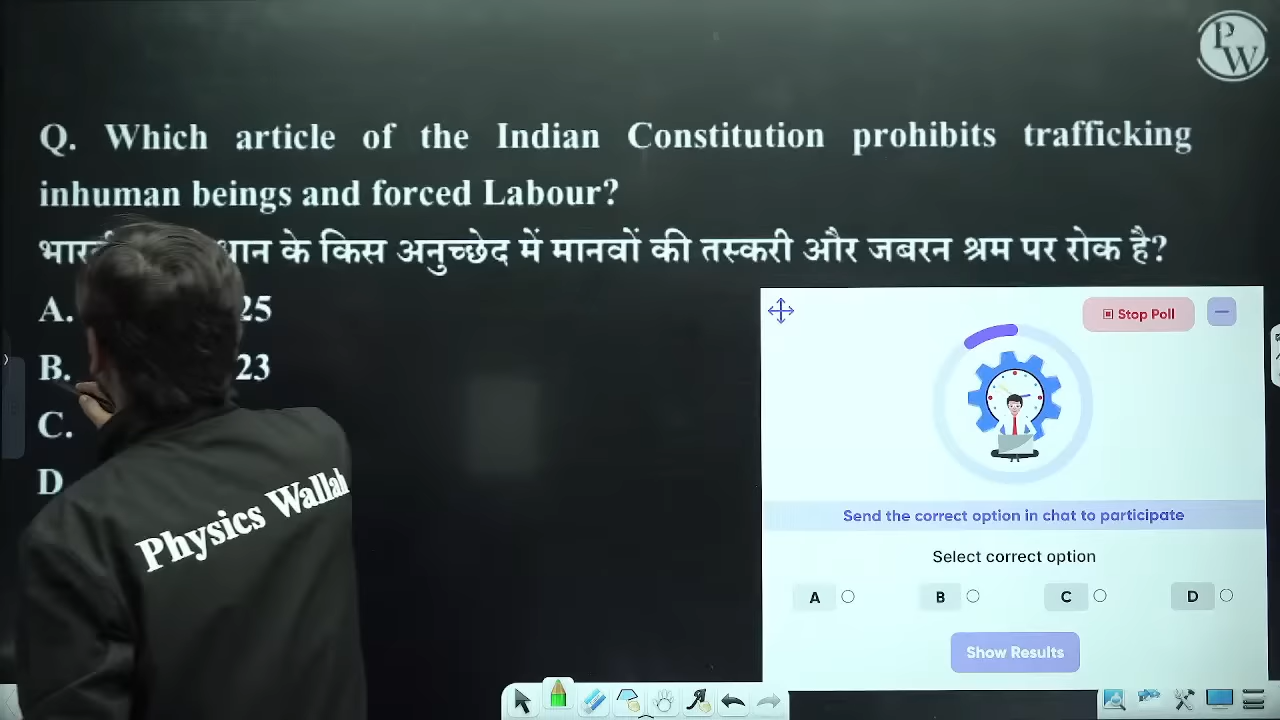 PW
Q. Which article of the Indian Constitution prohibits trafficking
inhuman beings and forced Labour?
के किस अनुच्छेद में मानवों की तस्करी और जबरन श्रम पर रोक है?
A. 25
B. 23
C.
D
Physics Wallah
Stop Poll
Send the correct option in chat to participate
Select correct option
A
B
C
D
Show Results